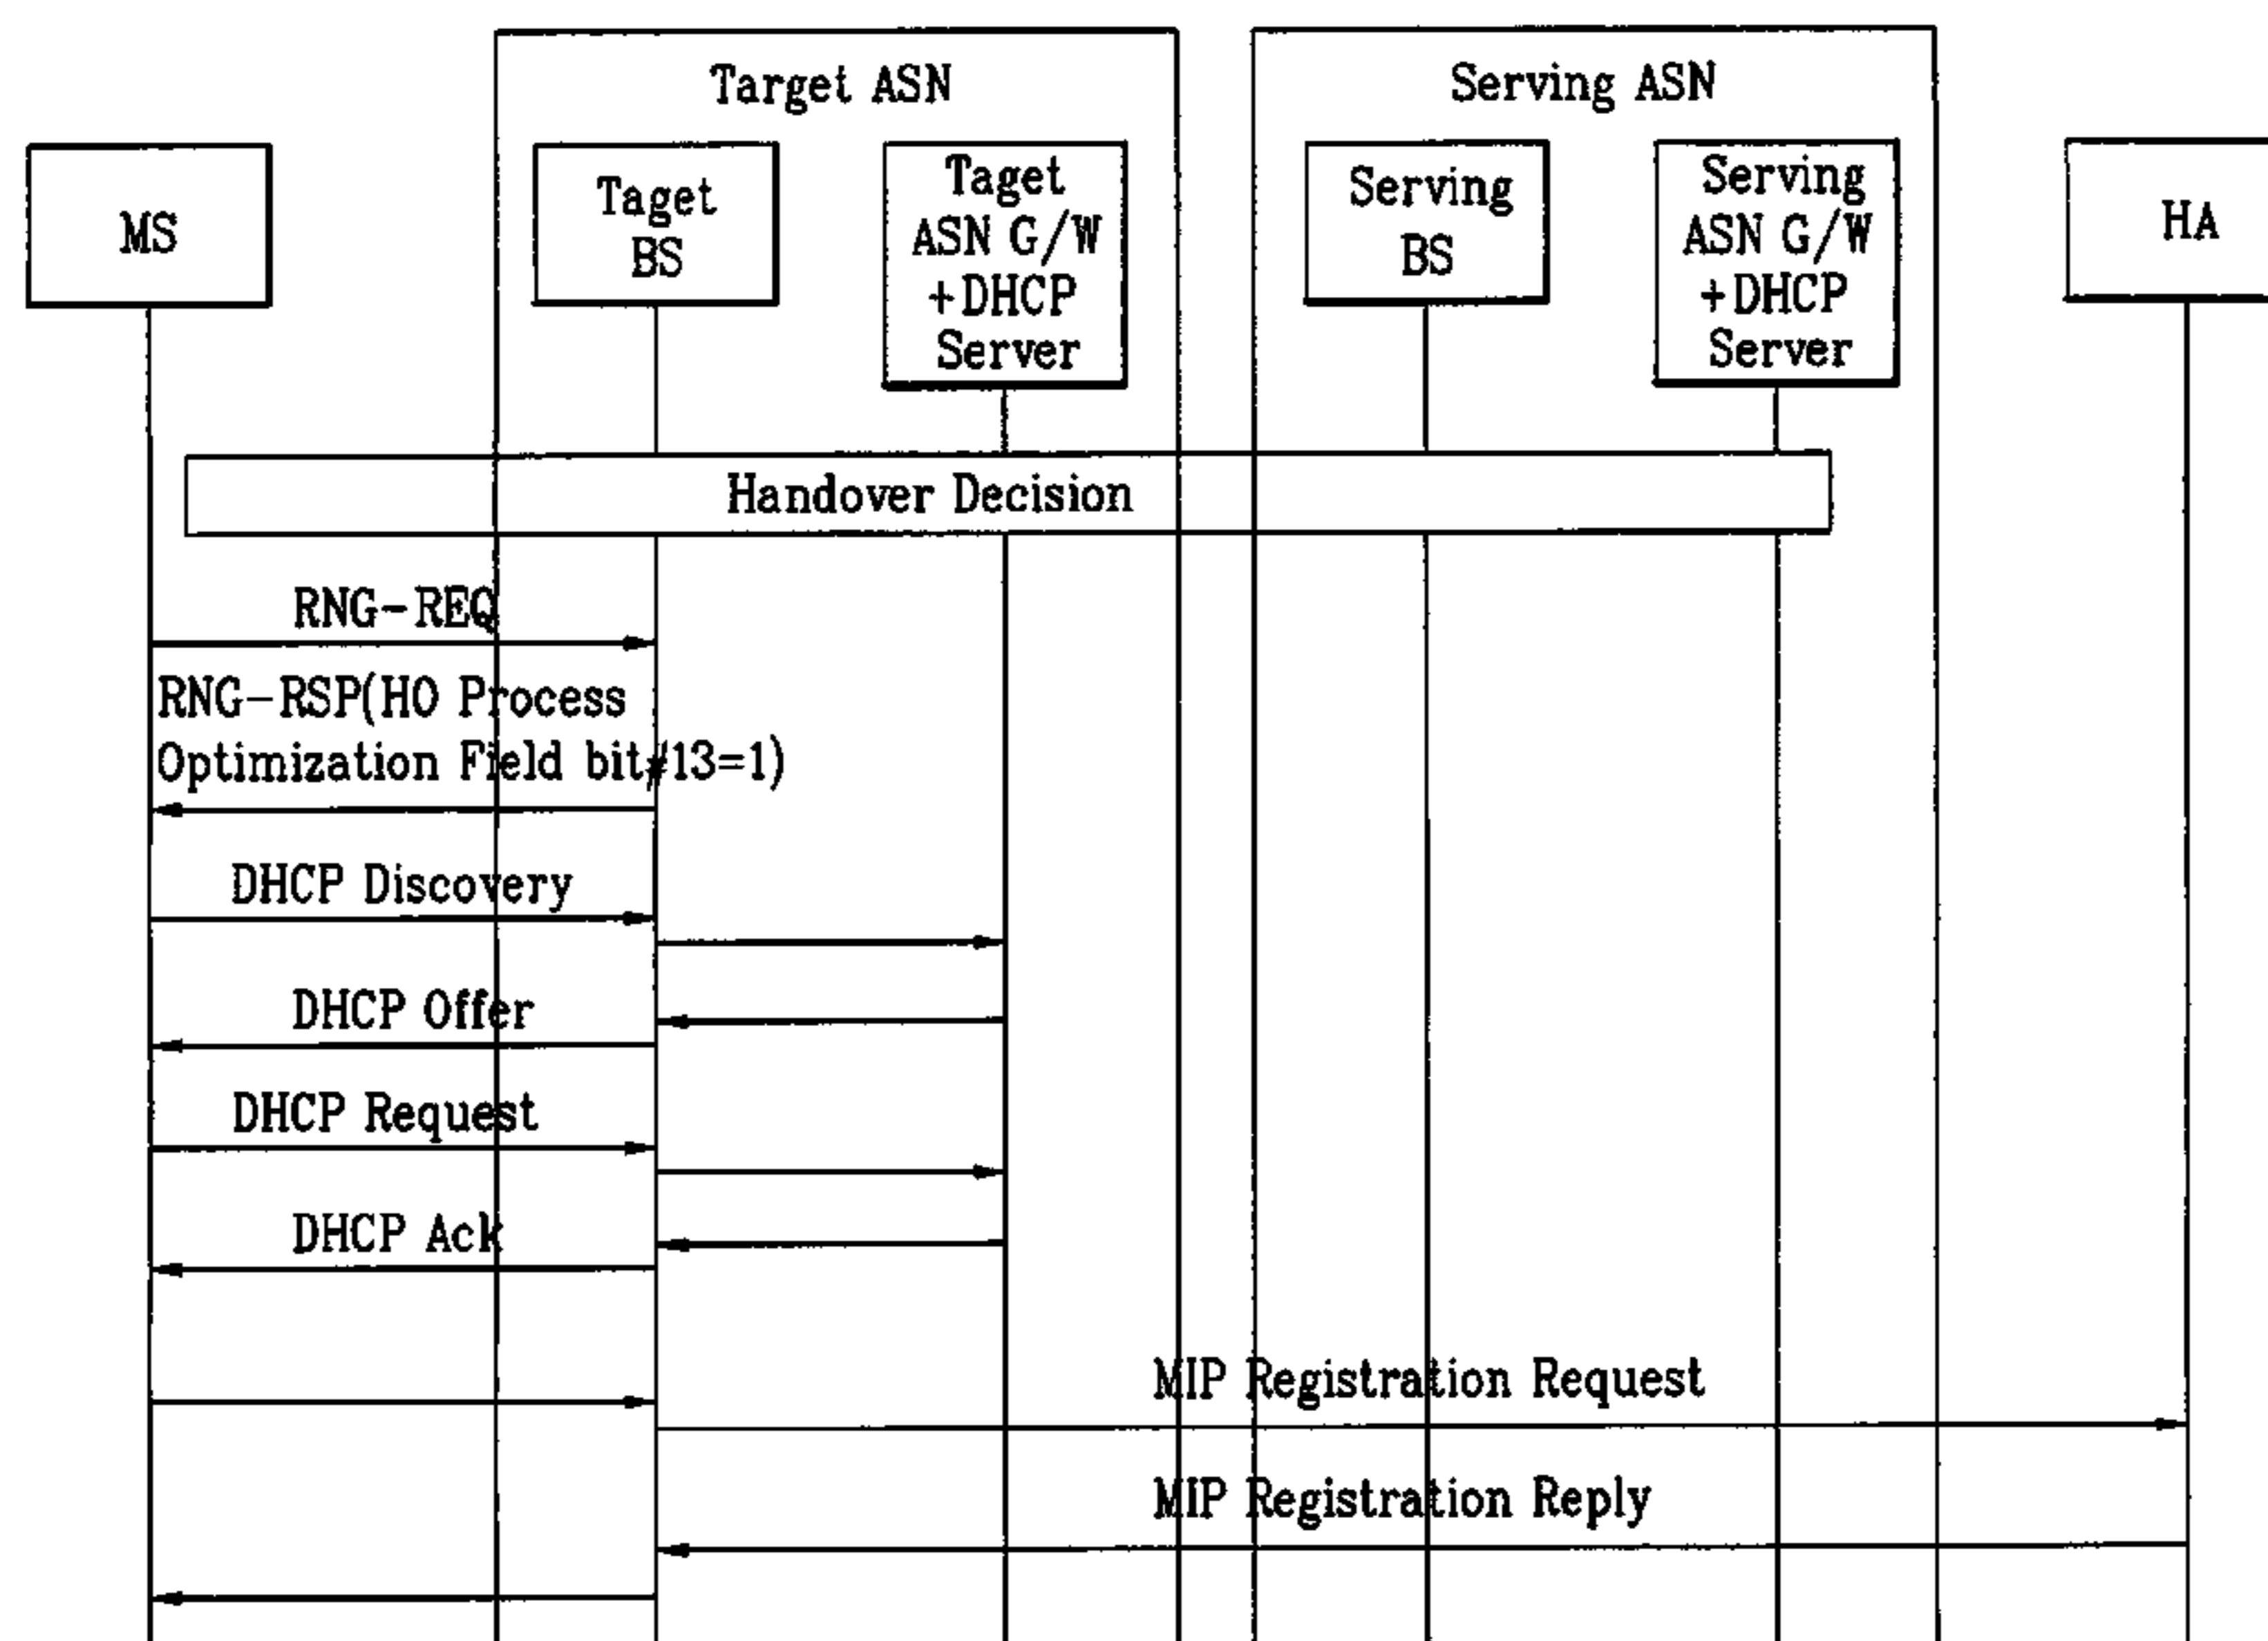 Target ASN
Serving ASN
MS
Taget
BS
Taget
ASN G/W
+DHCP
Server
Serving
BS
Serving
ASN G/W
+DHCP
Server
HA
Handover Decision
RNG-REQ
RNG-RSP(HO Process
Optimization Field bit#13=1)
DHCP Discovery
DHCP Offer
DHCP Request
DHCP Ack
MIP Registration Request
MIP Registration Reply